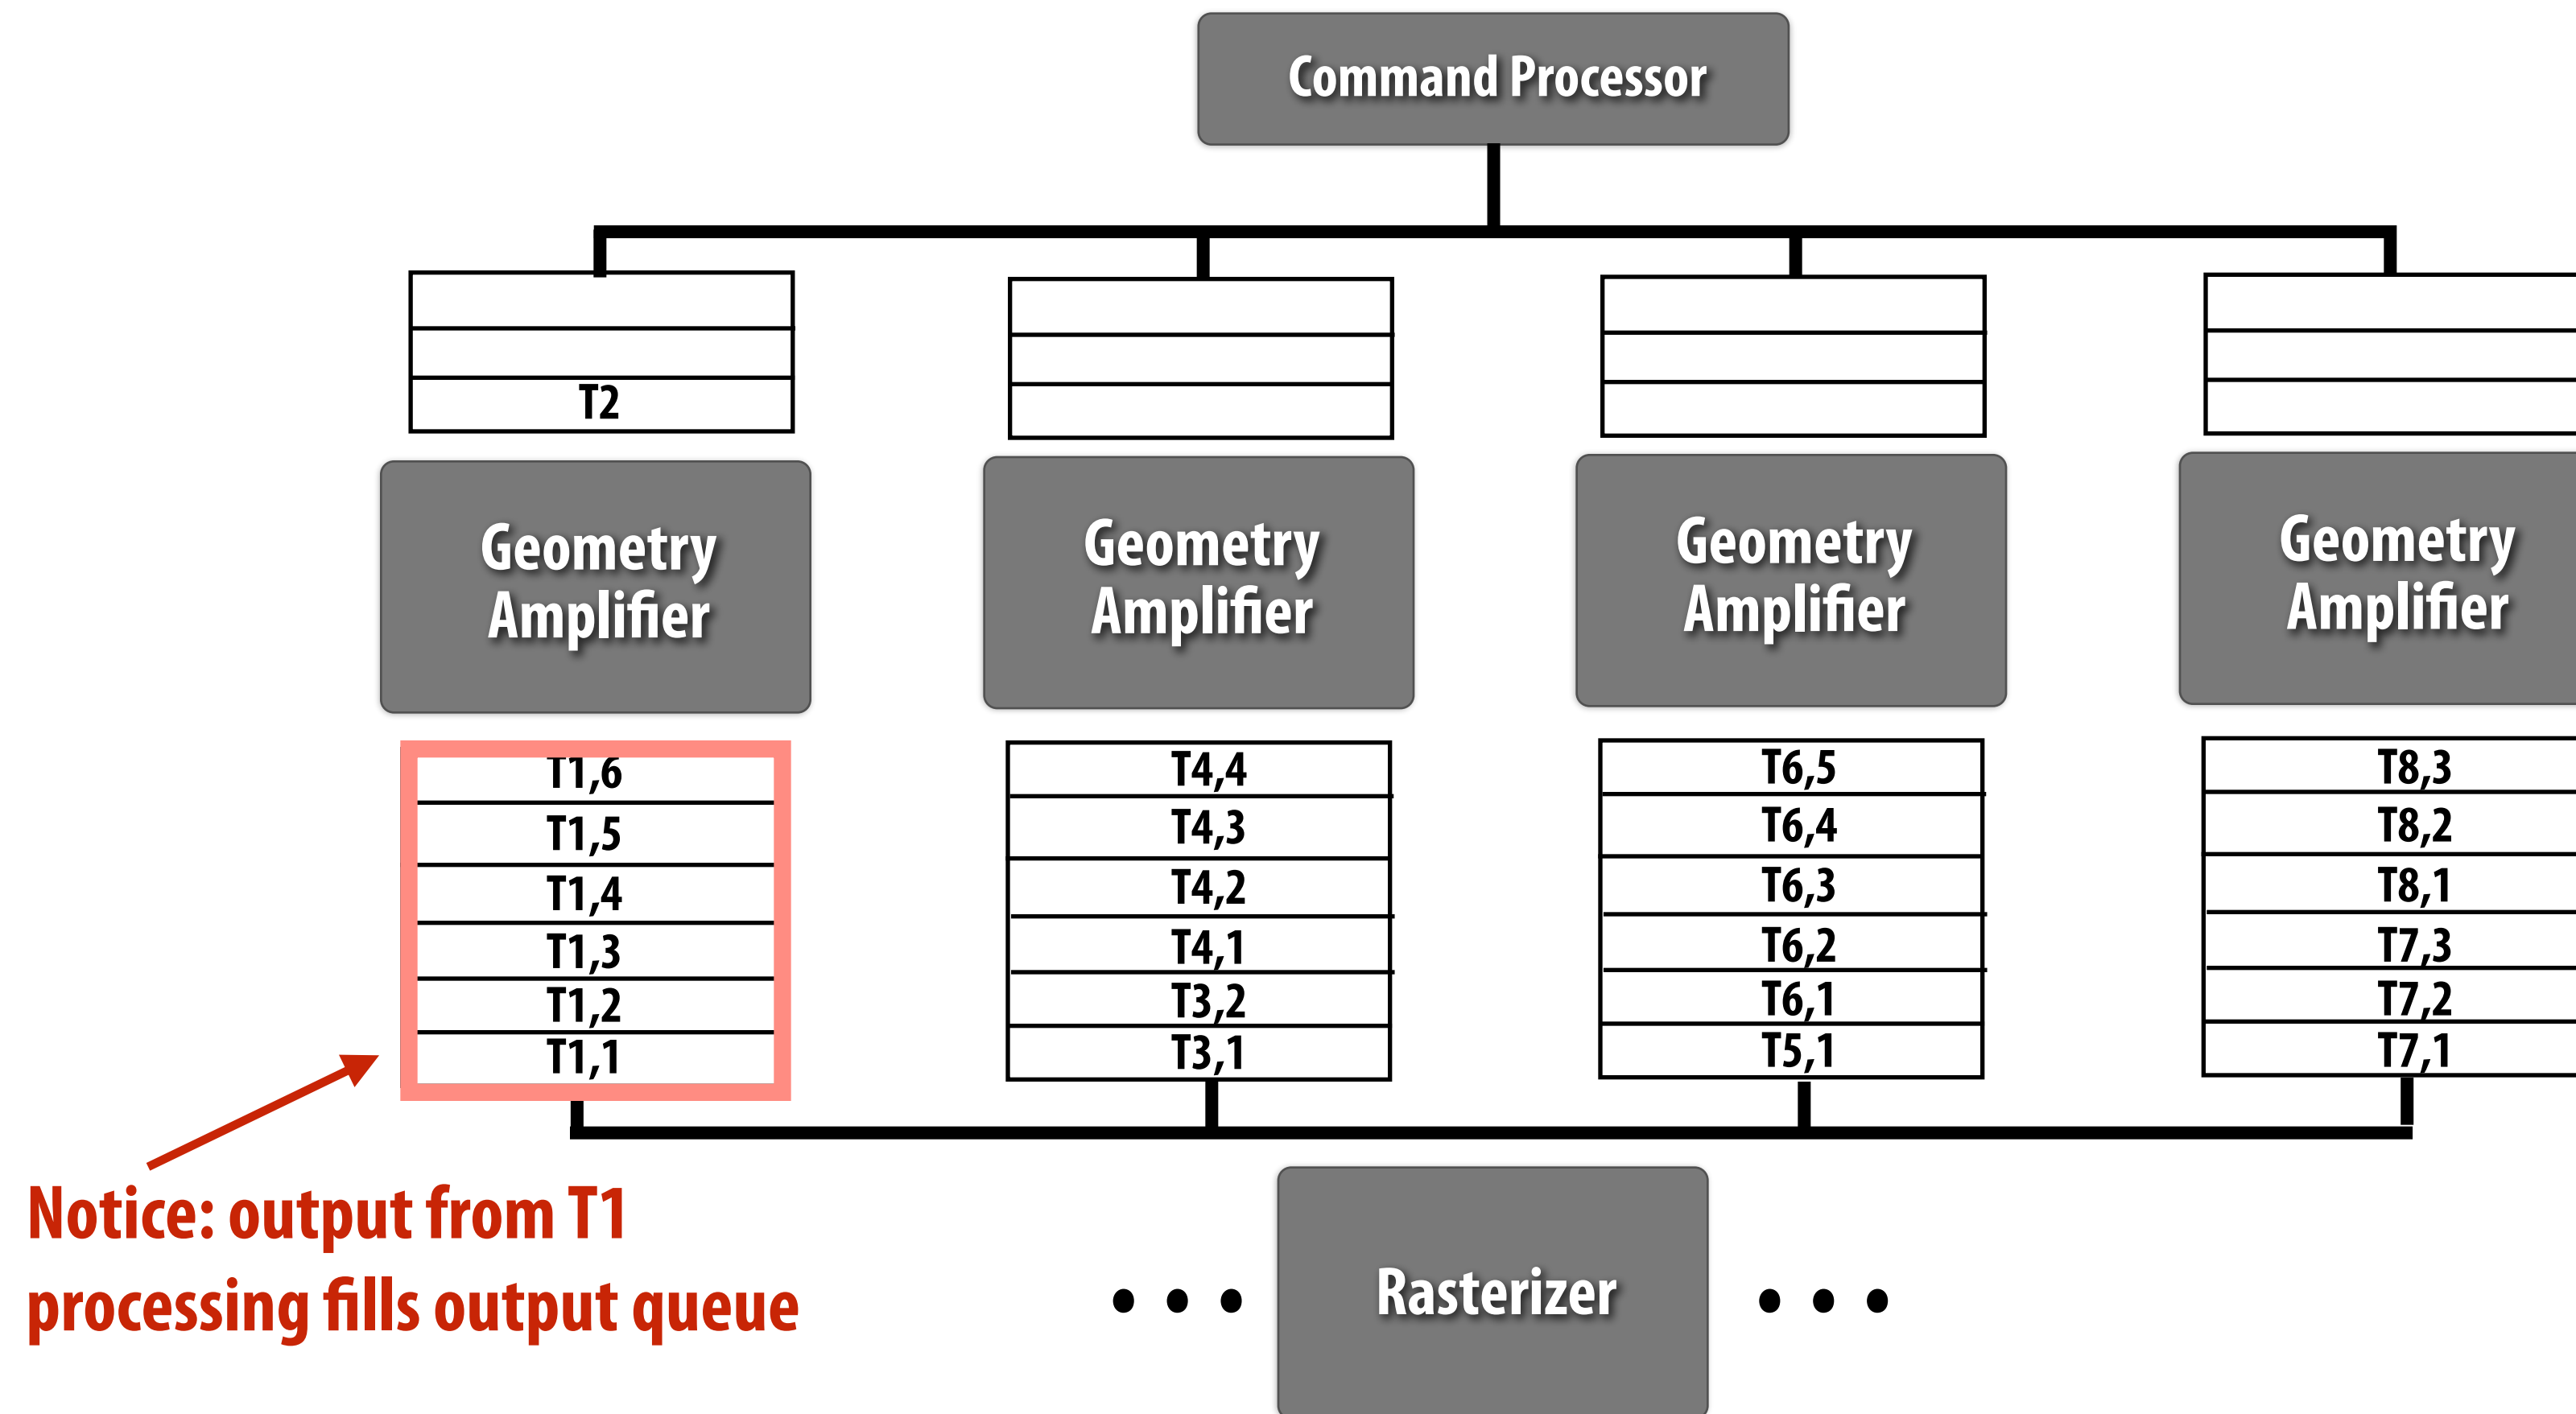 Command Processor
T2
Geometry
Amplifier
Geometry
Amplifier
Geometry
Amplifier
Geometry
Amplifier
T1,6
T1,5
T1,4
T1,3
T1,2
T1,1
T4,4
T4,3
T4,2
T4,1
T3,2
T3,1
T6,5
T6,4
T6,3
T6,2
T6,1
T5,1
T8,3
T8,2
T8,1
T7,3
T7,2
T7,1
Notice: output from T1
processing fills output queue
• • •
Rasterizer
• • •